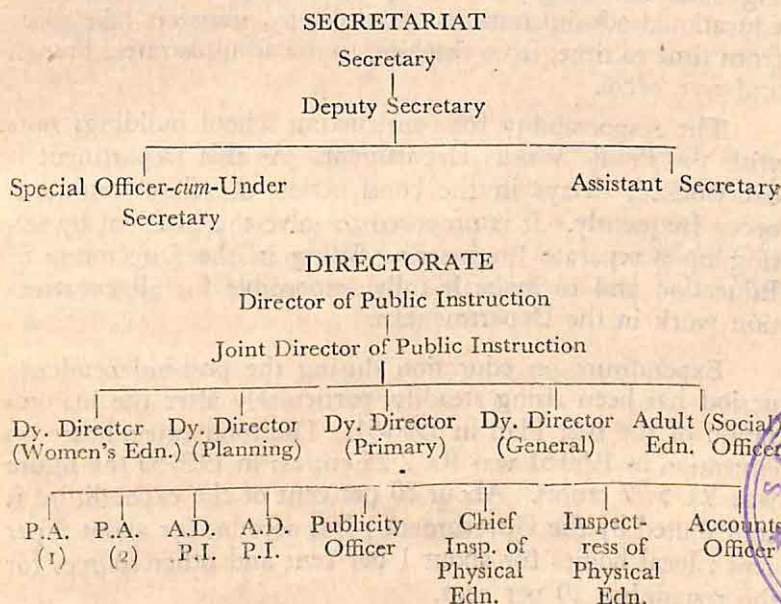 SECRETARIAT
Secretary
Deputy Secretary
Special Officer-cum-Under Assistant Secretary
Secretary
DIRECTORATE
Director of Public Instruction
Joint Director of Public Instruction
Dy. Director Dy. Director Dy. Director Dy. Director Adult (Social)
(Women's Edn.) (Planning) (Primary) (General) Edn. Officer
P.A. P.A. A.D. A.D. Publicity Chief Inspect- Accounts
(1) (2) P.I. P.I. Officer Insp. of ress of Officer
Physical Physical
Edn. Edn.